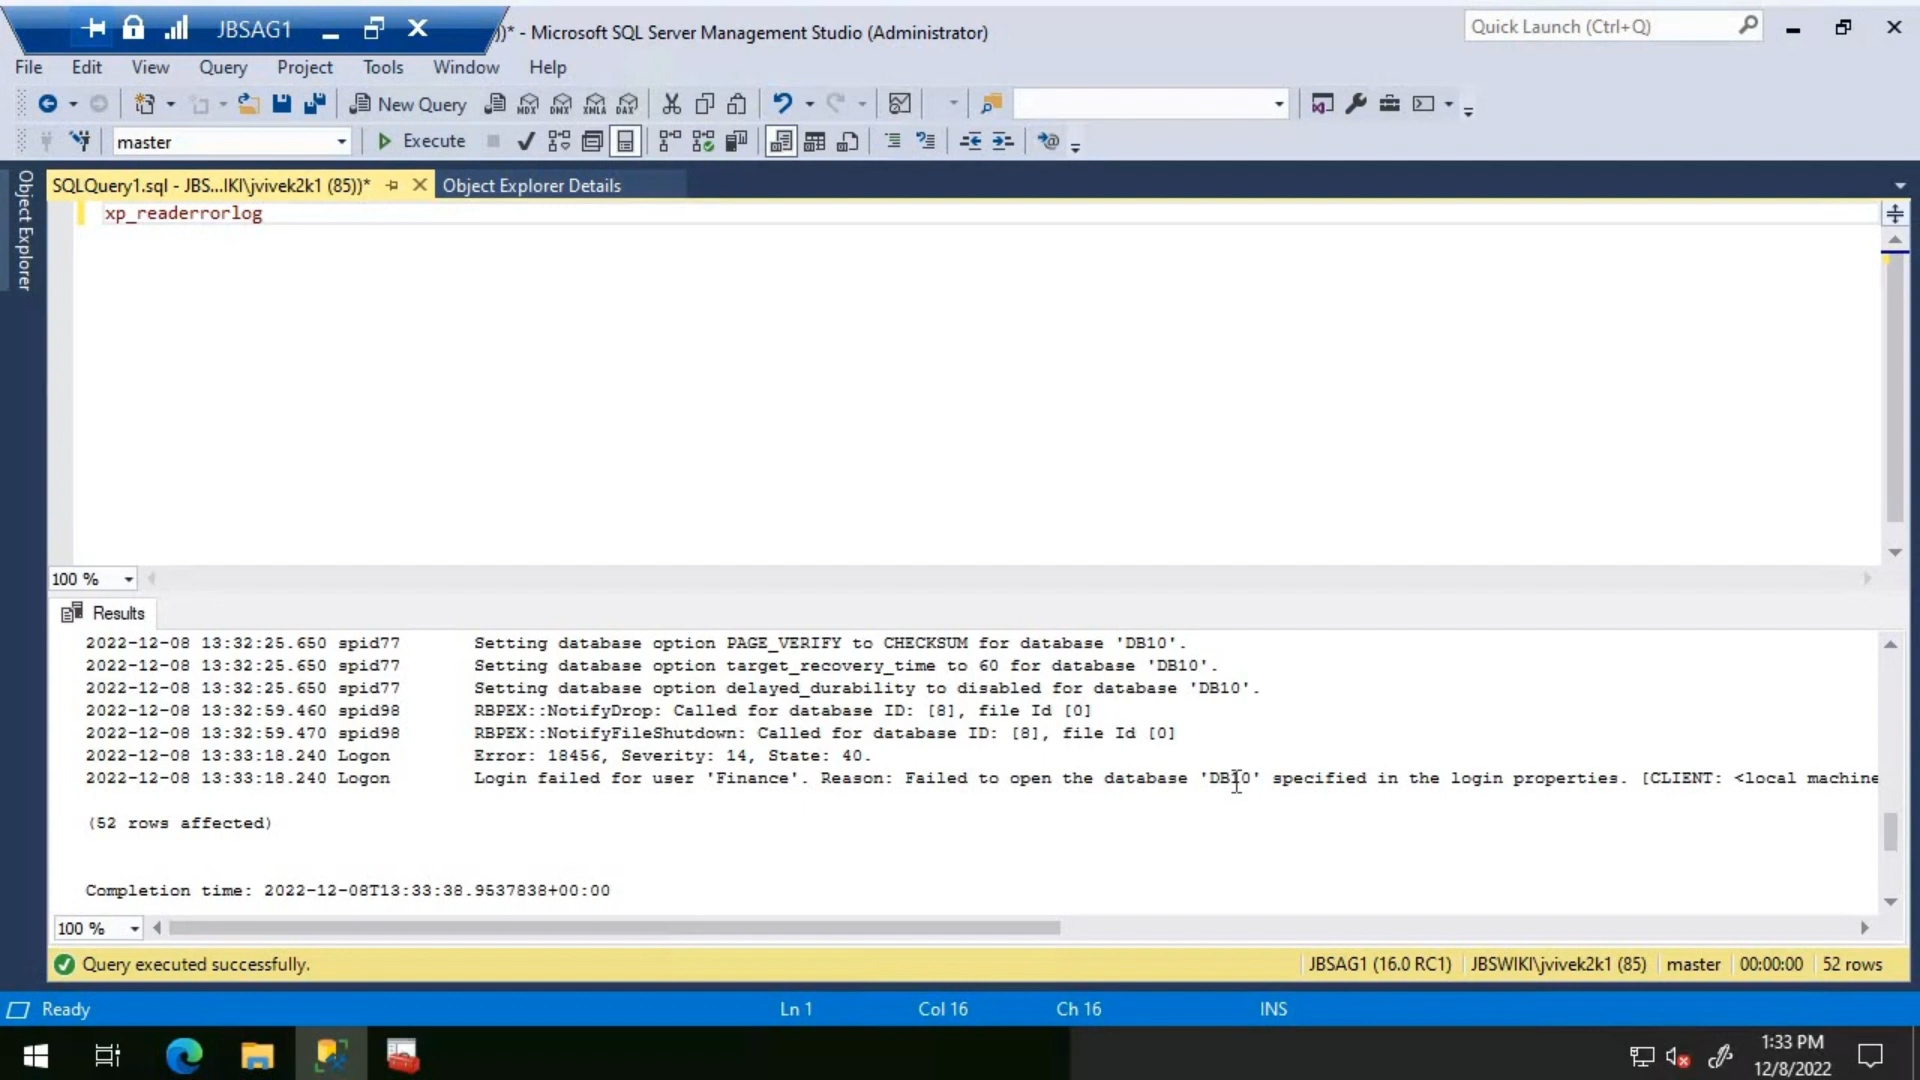 JBSAG1
))* - Microsoft SQL Server Management Studio (Administrator)
Quick Launch (Ctrl+Q)
File Edit View Query Project Tools Window Help
New Query MDX DMX XMLA DAX
master Execute
Object Explorer
SQLQuery1.sql - JBS...IKI\jvivek2k1 (85))* Object Explorer Details
xp_readerrorlog
100 %
Results
2022-12-08 13:32:25.650 spid77 Setting database option PAGE_VERIFY to CHECKSUM for database 'DB10'.
2022-12-08 13:32:25.650 spid77 Setting database option target_recovery_time to 60 for database 'DB10'.
2022-12-08 13:32:25.650 spid77 Setting database option delayed_durability to disabled for database 'DB10'.
2022-12-08 13:32:59.460 spid98 RBPEX::NotifyDrop: Called for database ID: [8], file Id [0]
2022-12-08 13:32:59.470 spid98 RBPEX::NotifyFileShutdown: Called for database ID: [8], file Id [0]
2022-12-08 13:33:18.240 Logon Error: 18456, Severity: 14, State: 40.
2022-12-08 13:33:18.240 Logon Login failed for user 'Finance'. Reason: Failed to open the database 'DB10' specified in the login properties. [CLIENT: <local machine
(52 rows affected)
Completion time: 2022-12-08T13:33:38.9537838+00:00
100 %
Query executed successfully. JBSAG1 (16.0 RC1) JBSWIKI\jvivek2k1 (85) master 00:00:00 52 rows
Ready Ln 1 Col 16 Ch 16 INS
1:33 PM
12/8/2022